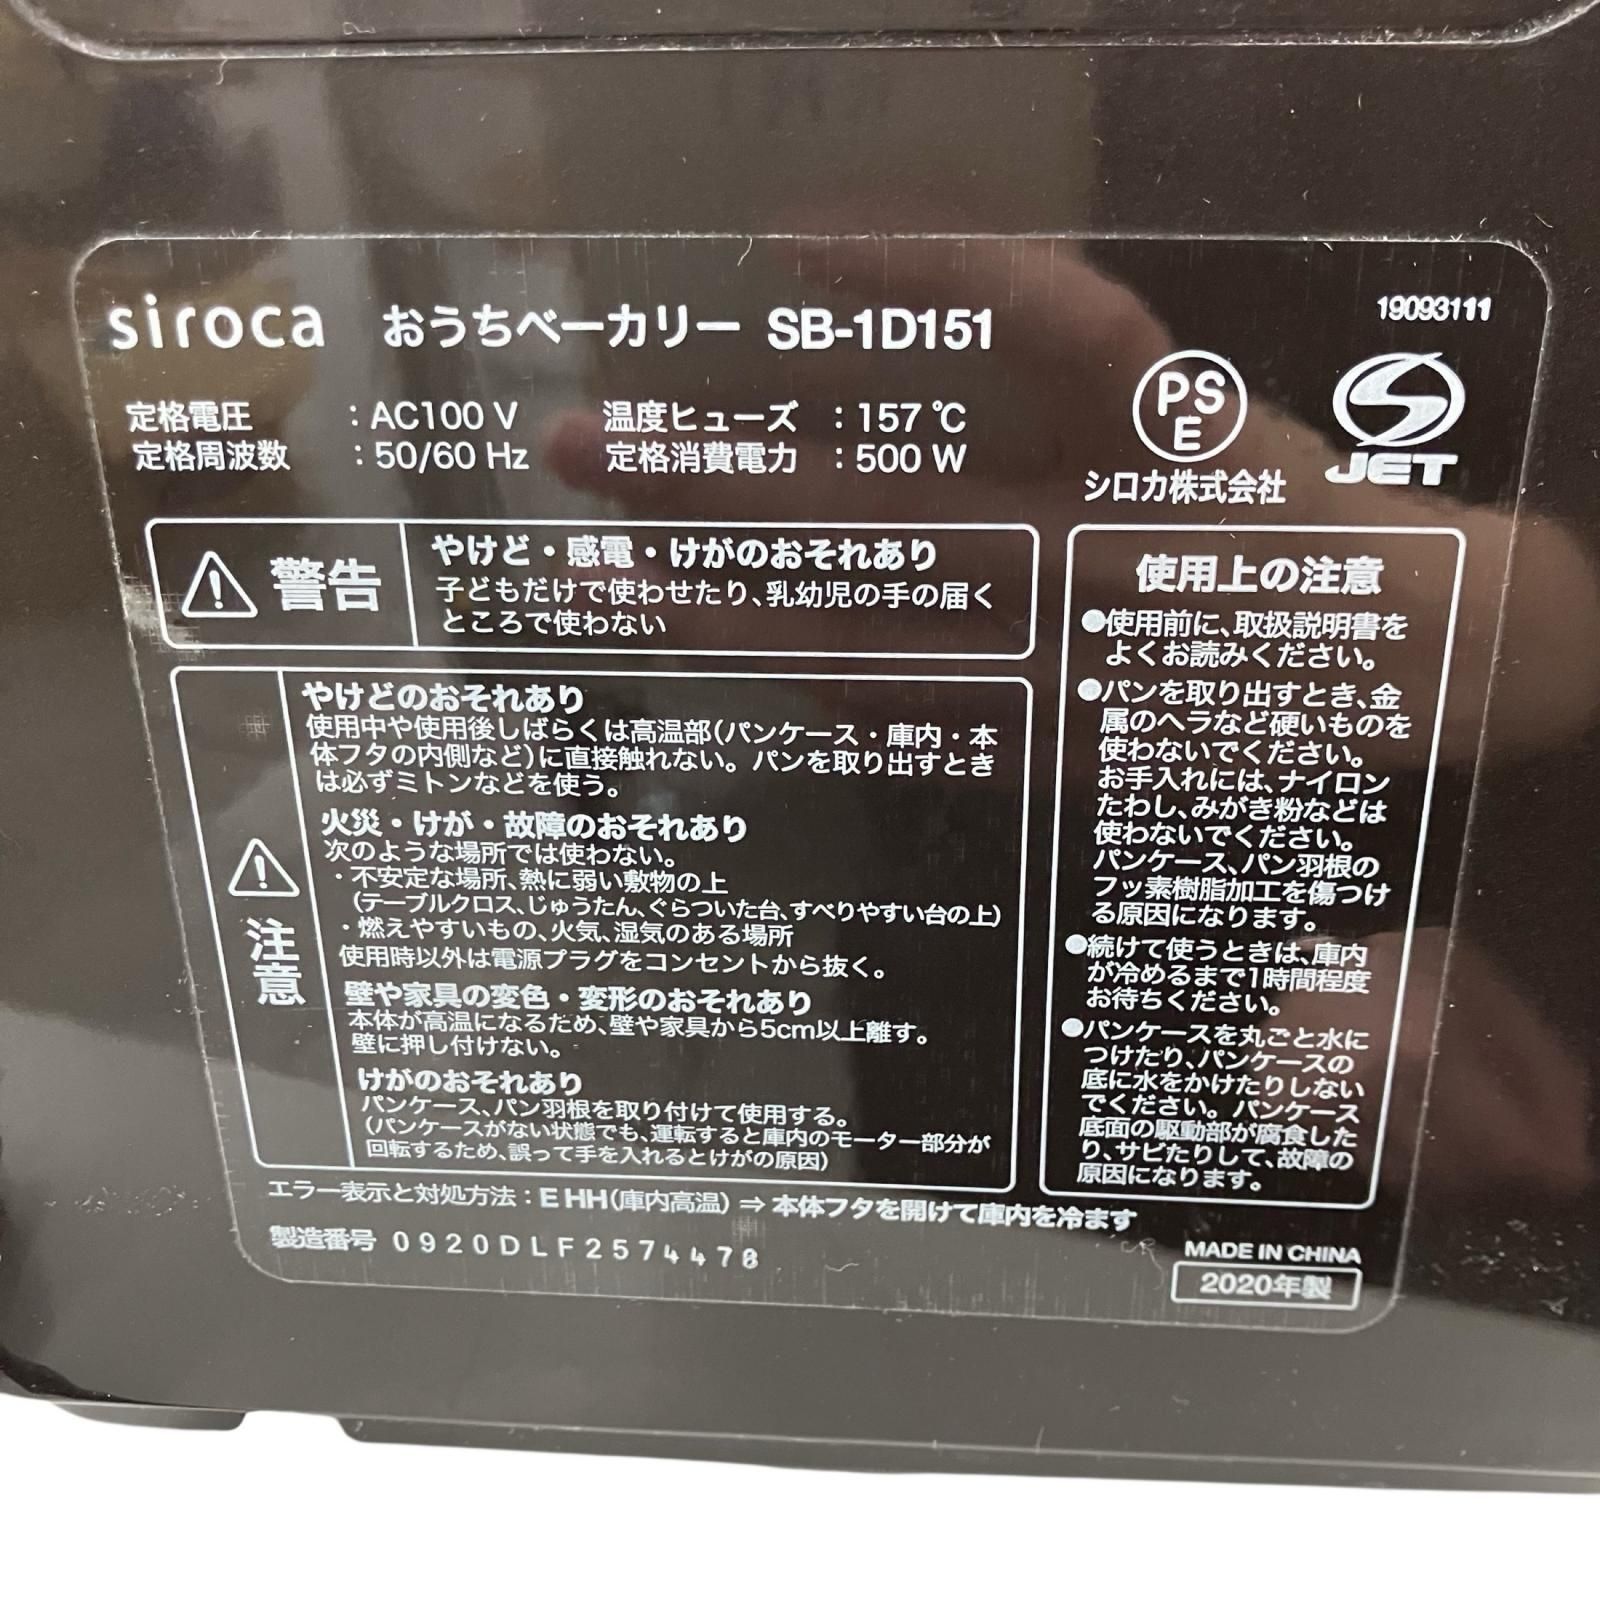 siroca おうちベーカリー SB-1D151
19093111
定格電圧 : AC100 V 温度ヒューズ : 157 ℃
定格周波数 : 50/60 Hz 定格消費電力 : 500 W
PSE
シロカ株式会社
JET
警告
やけど・感電・けがのおそれあり
子どもだけで使わせたり、乳幼児の手の届く
ところで使わない
注意
やけどのおそれあり
使用中や使用後しばらくは高温部(パンケース・庫内・本
体フタの内側など)に直接触れない。パンを取り出すとき
は必ずミトンなどを使う。
火災・けが・故障のおそれあり
次のような場所では使わない。
・不安定な場所、熱に弱い敷物の上
(テーブルクロス、じゅうたん、ぐらついた台、すべりやすい台の上)
・燃えやすいもの、火気、湿気のある場所
使用時以外は電源プラグをコンセントから抜く。
壁や家具の変色・変形のおそれあり
本体が高温になるため、壁や家具から5cm以上離す。
壁に押し付けない。
けがのおそれあり
パンケース、パン羽根を取り付けて使用する。
(パンケースがない状態でも、運転すると庫内のモーター部分が
回転するため、誤って手を入れるとけがの原因)
使用上の注意
●使用前に、取扱説明書を
よくお読みください。
●パンを取り出すとき、金
属のヘラなど硬いものを
使わないでください。
お手入れには、ナイロン
たわし、みがき粉などは
使わないでください。
パンケース、パン羽根の
フッ素樹脂加工を傷つけ
る原因になります。
●続けて使うときは、庫内
が冷めるまで1時間程度
お待ちください。
●パンケースを丸ごと水に
つけたり、パンケースの
底に水をかけたりしない
でください。パンケース
底面の駆動部が腐食した
り、サビたりして、故障の
原因になります。
エラー表示と対処方法:E HH(庫内高温)⇒本体フタを開けて庫内を冷ます
製造番号 0920DLF2574478
MADE IN CHINA
2020年製